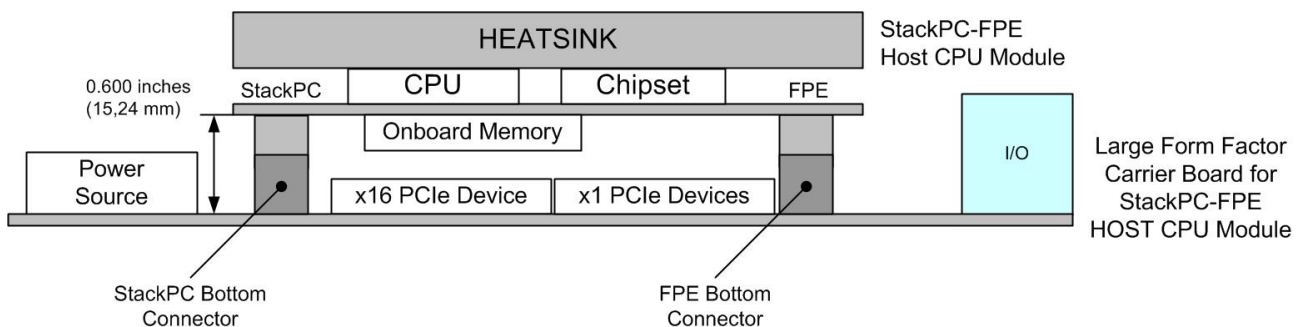 HEATSINK
StackPC-FPE
Host CPU Module
0.600 inches
(15,24 mm)
StackPC
CPU
Chipset
FPE
Onboard Memory
Power
Source
x16 PCIe Device
x1 PCIe Devices
I/O
Large Form Factor
Carrier Board for
StackPC-FPE
HOST CPU Module
StackPC Bottom
Connector
FPE Bottom
Connector